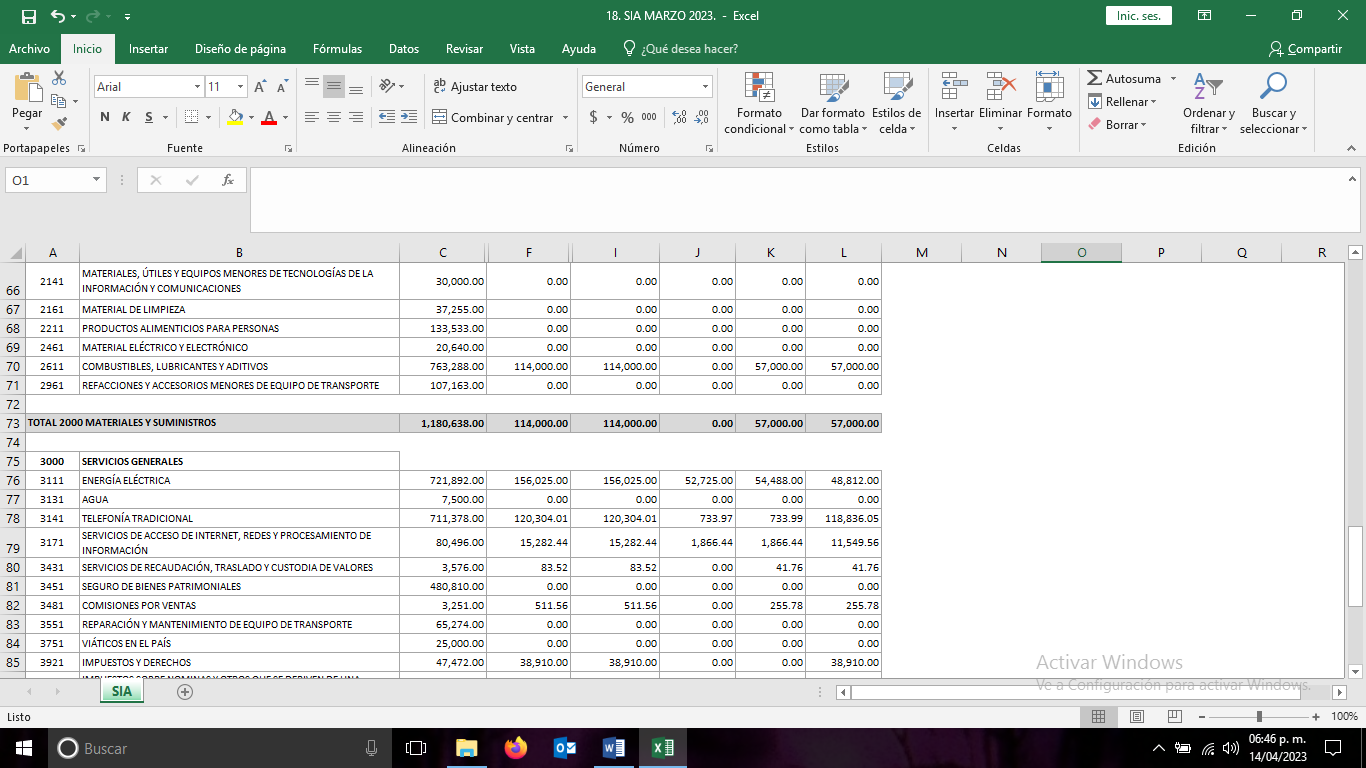 18. SIA MARZO 2023. - Excel
Inic. ses.
Archivo Inicio Insertar Diseño de página Fórmulas Datos Revisar Vista Ayuda ¿Qué desea hacer? Compartir
Pegar
Arial 11
N K S
Ajustar texto
Combinar y centrar
General
$ % 000
Formato condicional
Dar formato como tabla
Estilos de celda
Insertar Eliminar Formato
Autosuma
Rellenar
Borrar
Ordenar y filtrar
Buscar y seleccionar
Portapapeles Fuente Alineación Número Estilos Celdas Edición
O1 fx
A B C F I J K L M N O P Q R
66 2141 MATERIALES, ÚTILES Y EQUIPOS MENORES DE TECNOLOGÍAS DE LA
INFORMACIÓN Y COMUNICACIONES 30,000.00 0.00 0.00 0.00 0.00 0.00
67 2161 MATERIAL DE LIMPIEZA 37,255.00 0.00 0.00 0.00 0.00 0.00
68 2211 PRODUCTOS ALIMENTICIOS PARA PERSONAS 133,533.00 0.00 0.00 0.00 0.00 0.00
69 2461 MATERIAL ELÉCTRICO Y ELECTRÓNICO 20,640.00 0.00 0.00 0.00 0.00 0.00
70 2611 COMBUSTIBLES, LUBRICANTES Y ADITIVOS 763,288.00 114,000.00 114,000.00 0.00 57,000.00 57,000.00
71 2961 REFACCIONES Y ACCESORIOS MENORES DE EQUIPO DE TRANSPORTE 107,163.00 0.00 0.00 0.00 0.00 0.00
72
73 TOTAL 2000 MATERIALES Y SUMINISTROS 1,180,638.00 114,000.00 114,000.00 0.00 57,000.00 57,000.00
74
75 3000 SERVICIOS GENERALES
76 3111 ENERGÍA ELÉCTRICA 721,892.00 156,025.00 156,025.00 52,725.00 54,488.00 48,812.00
77 3131 AGUA 7,500.00 0.00 0.00 0.00 0.00 0.00
78 3141 TELEFONÍA TRADICIONAL 711,378.00 120,304.01 120,304.01 733.97 733.99 118,836.05
79 3171 SERVICIOS DE ACCESO DE INTERNET, REDES Y PROCESAMIENTO DE
INFORMACIÓN 80,496.00 15,282.44 15,282.44 1,866.44 1,866.44 11,549.56
80 3431 SERVICIOS DE RECAUDACIÓN, TRASLADO Y CUSTODIA DE VALORES 3,576.00 83.52 83.52 0.00 41.76 41.76
81 3451 SEGURO DE BIENES PATRIMONIALES 480,810.00 0.00 0.00 0.00 0.00 0.00
82 3481 COMISIONES POR VENTAS 3,251.00 511.56 511.56 0.00 255.78 255.78
83 3551 REPARACIÓN Y MANTENIMIENTO DE EQUIPO DE TRANSPORTE 65,274.00 0.00 0.00 0.00 0.00 0.00
84 3751 VIÁTICOS EN EL PAÍS 25,000.00 0.00 0.00 0.00 0.00 0.00
85 3921 IMPUESTOS Y DERECHOS 47,472.00 38,910.00 38,910.00 0.00 0.00 38,910.00
Activar Windows
Ve a Configuración para activar Windows.
SIA
Listo 100%
Buscar
06:46 p. m.
14/04/2023